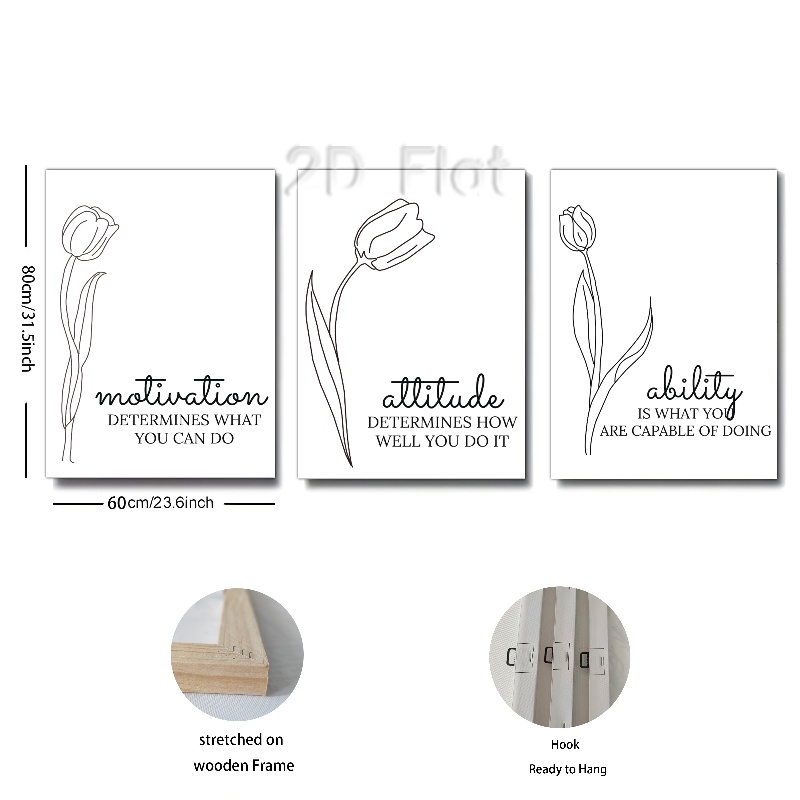 2D Flat
80cm/31.5inch
motivation
DETERMINES WHAT
YOU CAN DO
attitude
DETERMINES HOW
WELL YOU DO IT
ability
IS WHAT YOU
ARE CAPABLE OF DOING
60cm/23.6inch
stretched on
wooden Frame
Hook
Ready to Hang